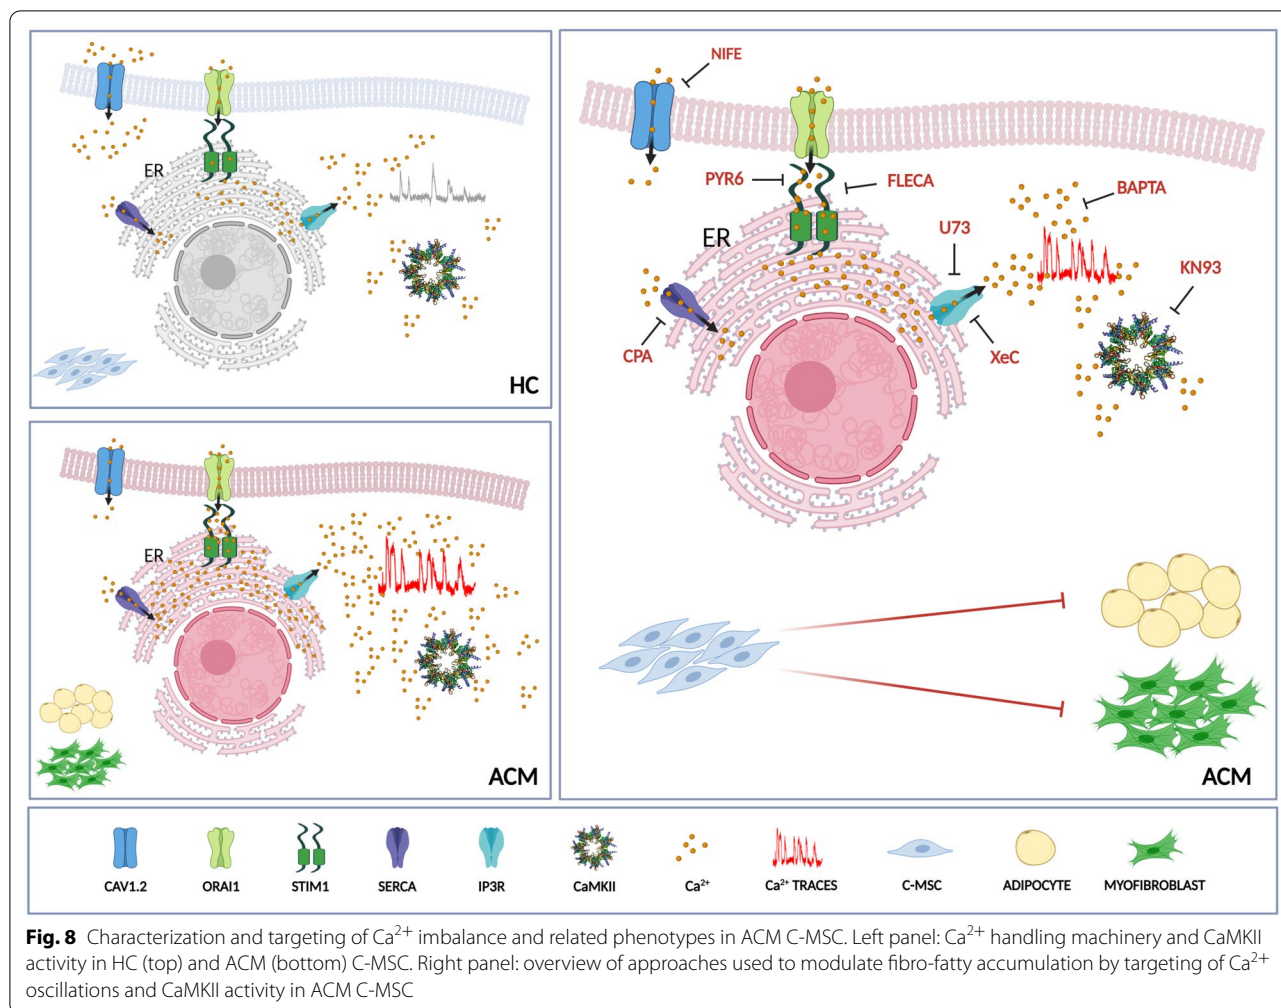 ER
HC
ER
ACM
NIFE
PYR6
FLECA
BAPTA
ER
U73
KN93
CPA
XeC
ACM
CAV1.2
ORAI1
STIM1
SERCA
IP3R
CaMKII
Ca²⁺
Ca²⁺ TRACES
C-MSC
ADIPOCYTE
MYOFIBROBLAST
Fig. 8 Characterization and targeting of Ca²⁺ imbalance and related phenotypes in ACM C-MSC. Left panel: Ca²⁺ handling machinery and CaMKII
activity in HC (top) and ACM (bottom) C-MSC. Right panel: overview of approaches used to modulate fibro-fatty accumulation by targeting of Ca²⁺
oscillations and CaMKII activity in ACM C-MSC